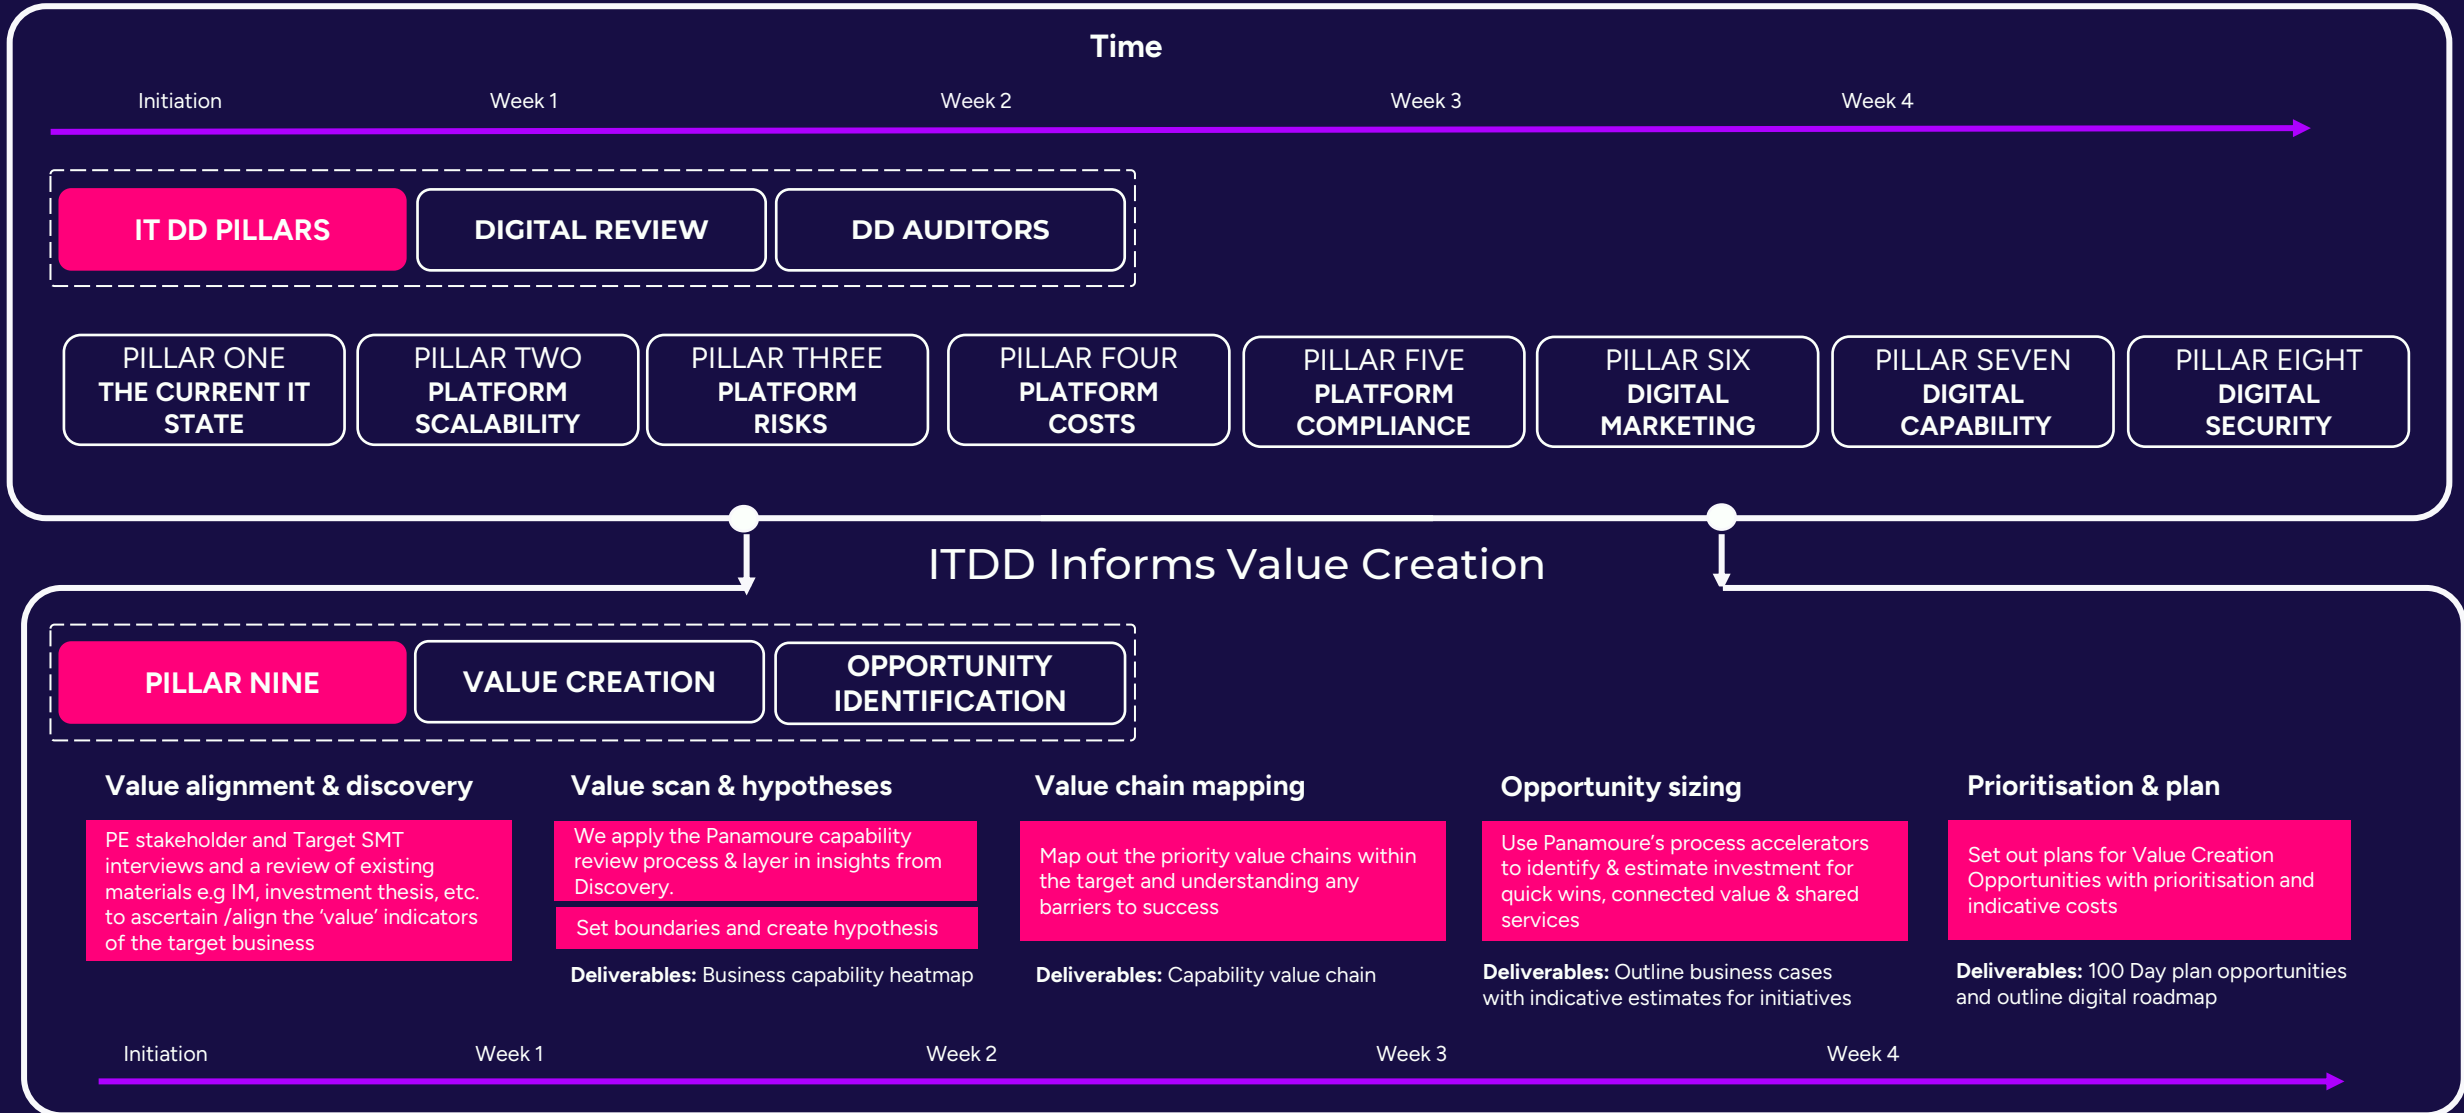 Time
Initiation
Week 1
Week 2
Week 3
Week 4
IT DD PILLARS
DIGITAL REVIEW
DD AUDITORS
PILLAR ONE
THE CURRENT IT
STATE
PILLAR TWO
PLATFORM
SCALABILITY
PILLAR THREE
PLATFORM
RISKS
PILLAR FOUR
PLATFORM
COSTS
PILLAR FIVE
PLATFORM
COMPLIANCE
PILLAR SIX
DIGITAL
MARKETING
PILLAR SEVEN
DIGITAL
CAPABILITY
PILLAR EIGHT
DIGITAL
SECURITY
ITDD Informs Value Creation
PILLAR NINE
VALUE CREATION
OPPORTUNITY
IDENTIFICATION
Value alignment & discovery
PE stakeholder and Target SMT
interviews and a review of existing
materials e.g IM, investment thesis, etc.
to ascertain /align the ‘value’ indicators
of the target business
Value scan & hypotheses
We apply the Panamoure capability
review process & layer in insights from
Discovery.
Set boundaries and create hypothesis
Deliverables: Business capability heatmap
Value chain mapping
Map out the priority value chains within
the target and understanding any
barriers to success
Deliverables: Capability value chain
Opportunity sizing
Use Panamoure’s process accelerators
to identify & estimate investment for
quick wins, connected value & shared
services
Deliverables: Outline business cases
with indicative estimates for initiatives
Prioritisation & plan
Set out plans for Value Creation
Opportunities with prioritisation and
indicative costs
Deliverables: 100 Day plan opportunities
and outline digital roadmap
Initiation
Week 1
Week 2
Week 3
Week 4